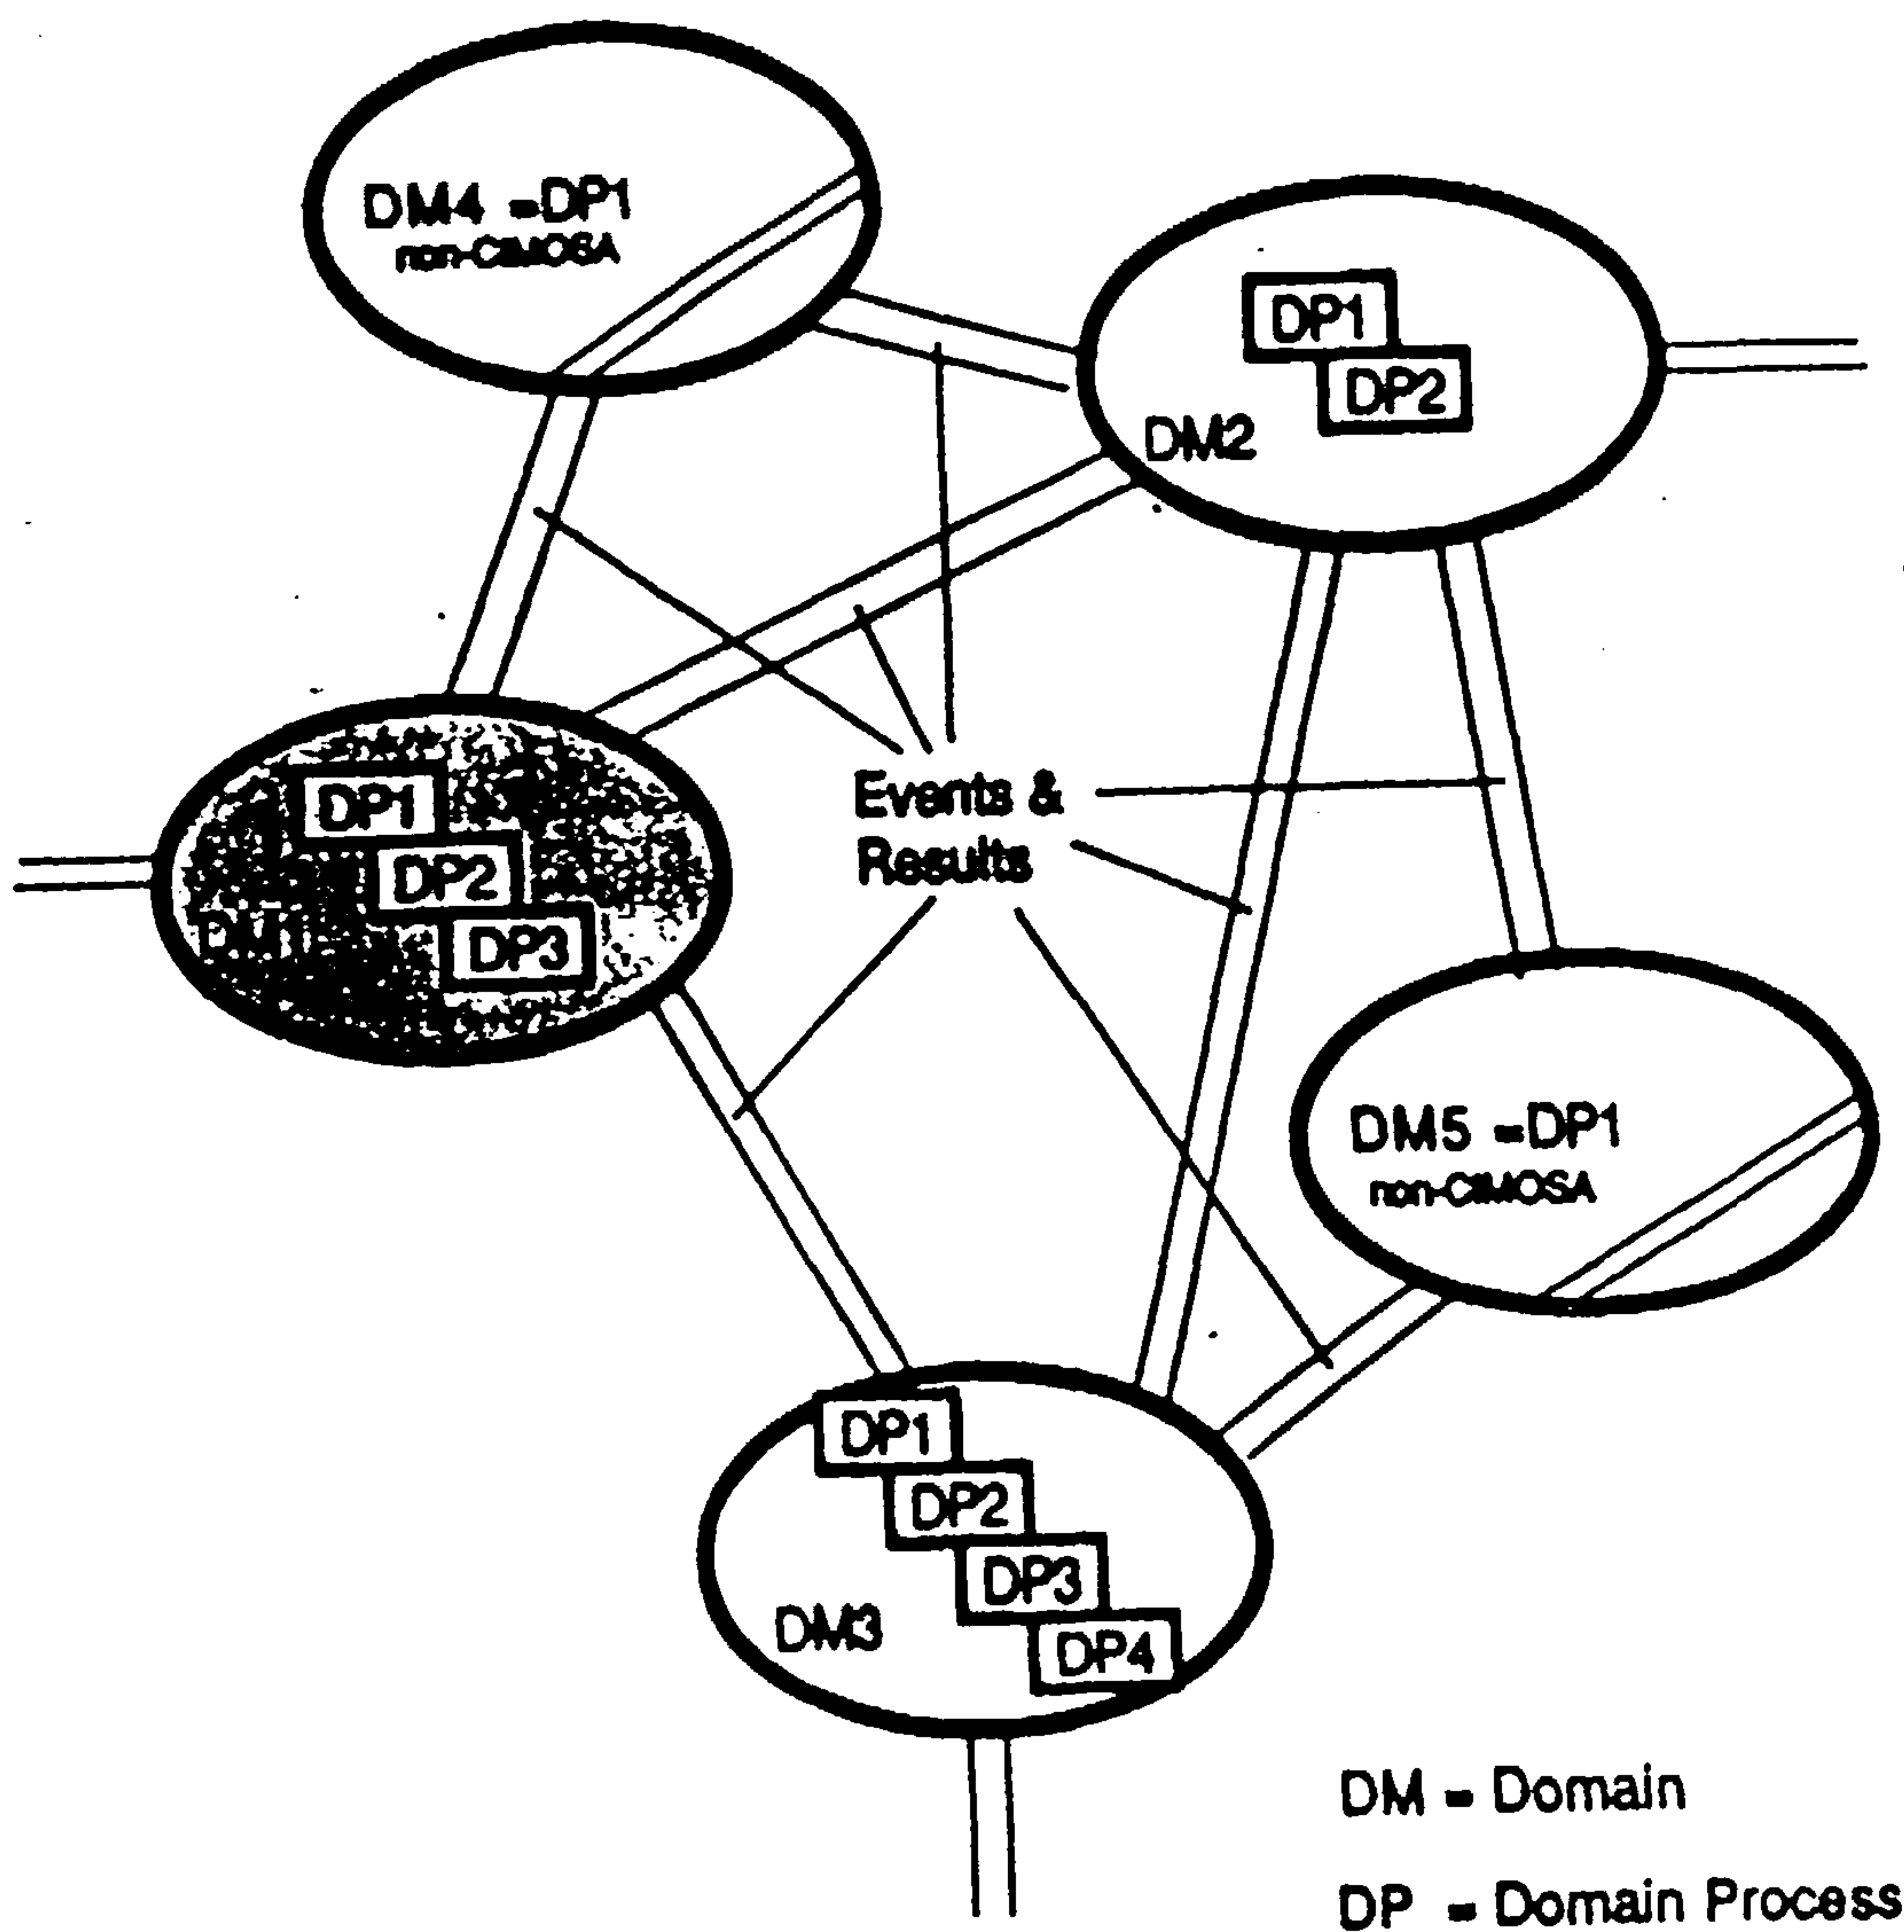 DM4 -DP1
non-CIMOSA
DP1
DP2
DM2
DP1
DP2
DP3
Events &
Results
DM5 -DP1
non-CIMOSA
DP1
DP2
DP3
DP4
DM3
DM - Domain
DP - Domain Process